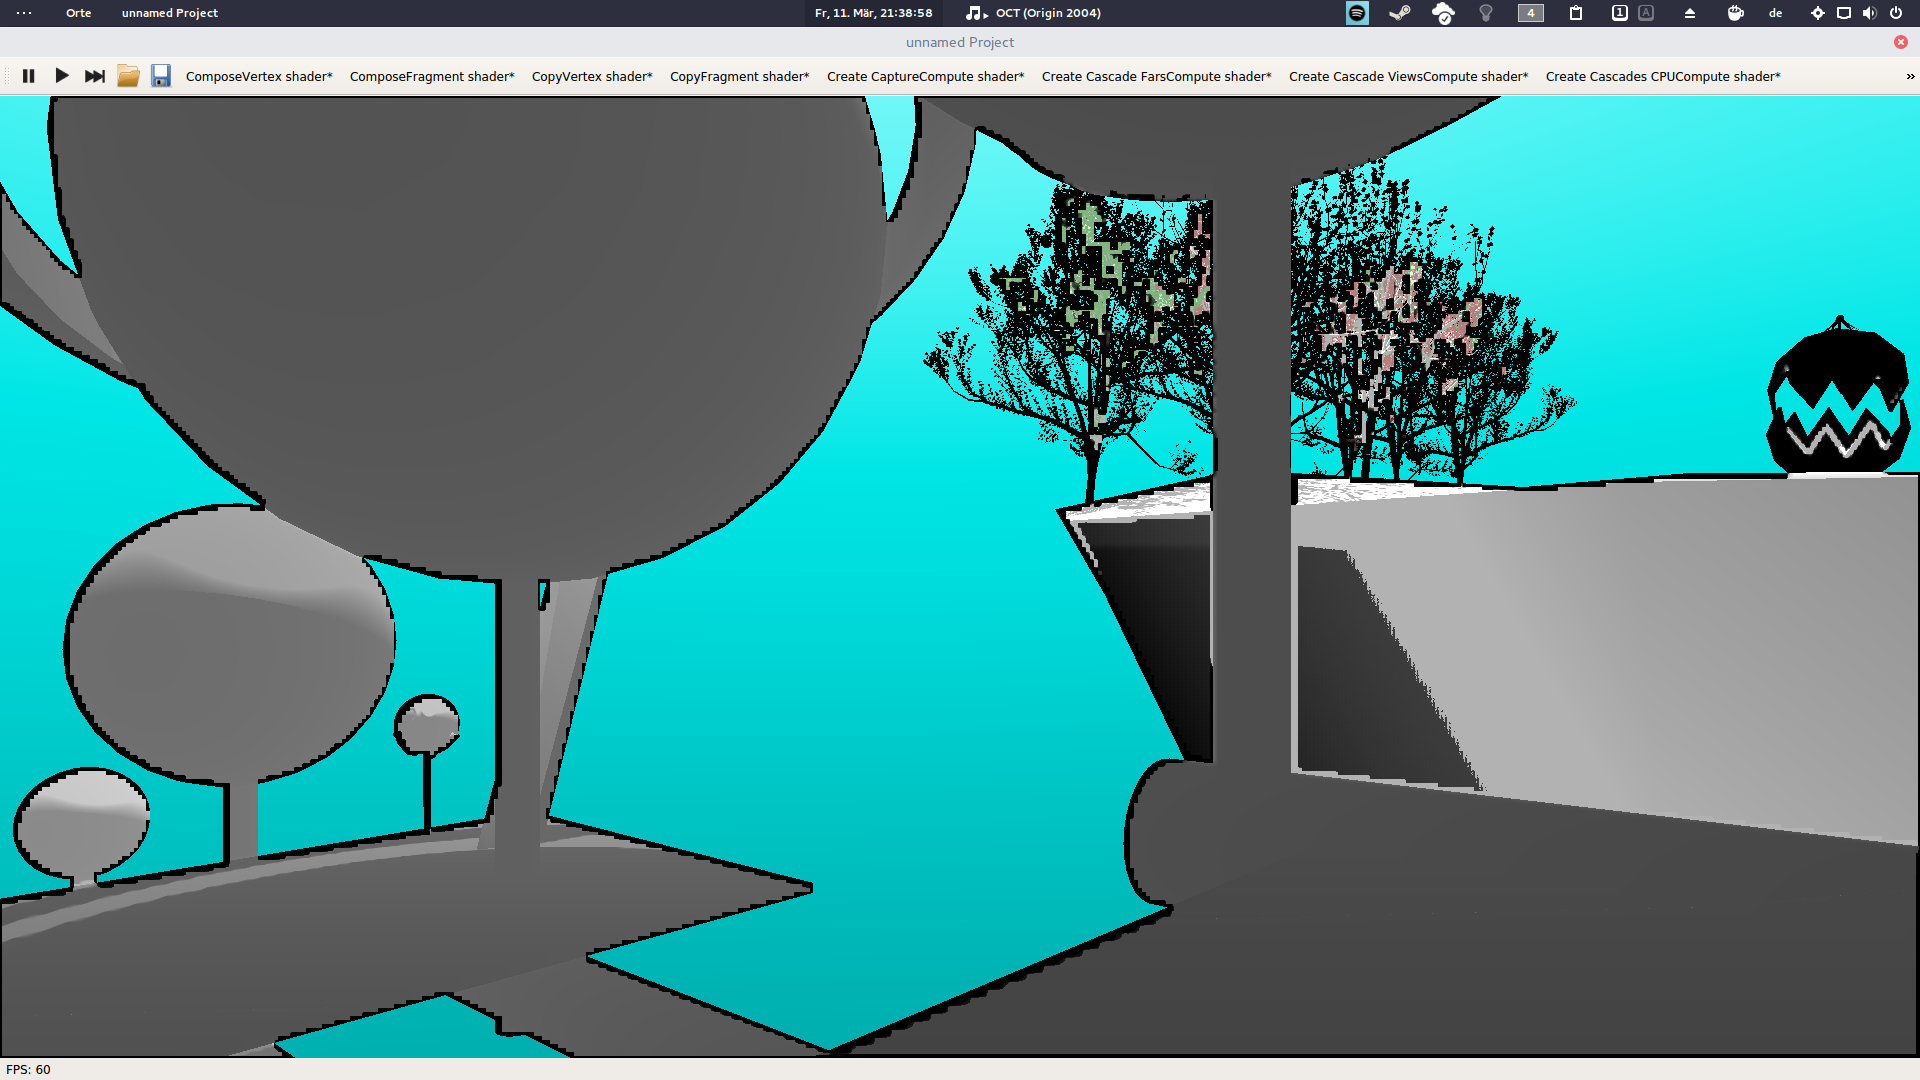 Orte unnamed Project Fr, 11. Mär, 21:38:58 OCT (Origin 2004) 4 1 A de
unnamed Project
ComposeVertex shader* ComposeFragment shader* CopyVertex shader* CopyFragment shader* Create CaptureCompute shader* Create Cascade FarsCompute shader* Create Cascade ViewsCompute shader* Create Cascades CPUCompute shader* »
FPS: 60